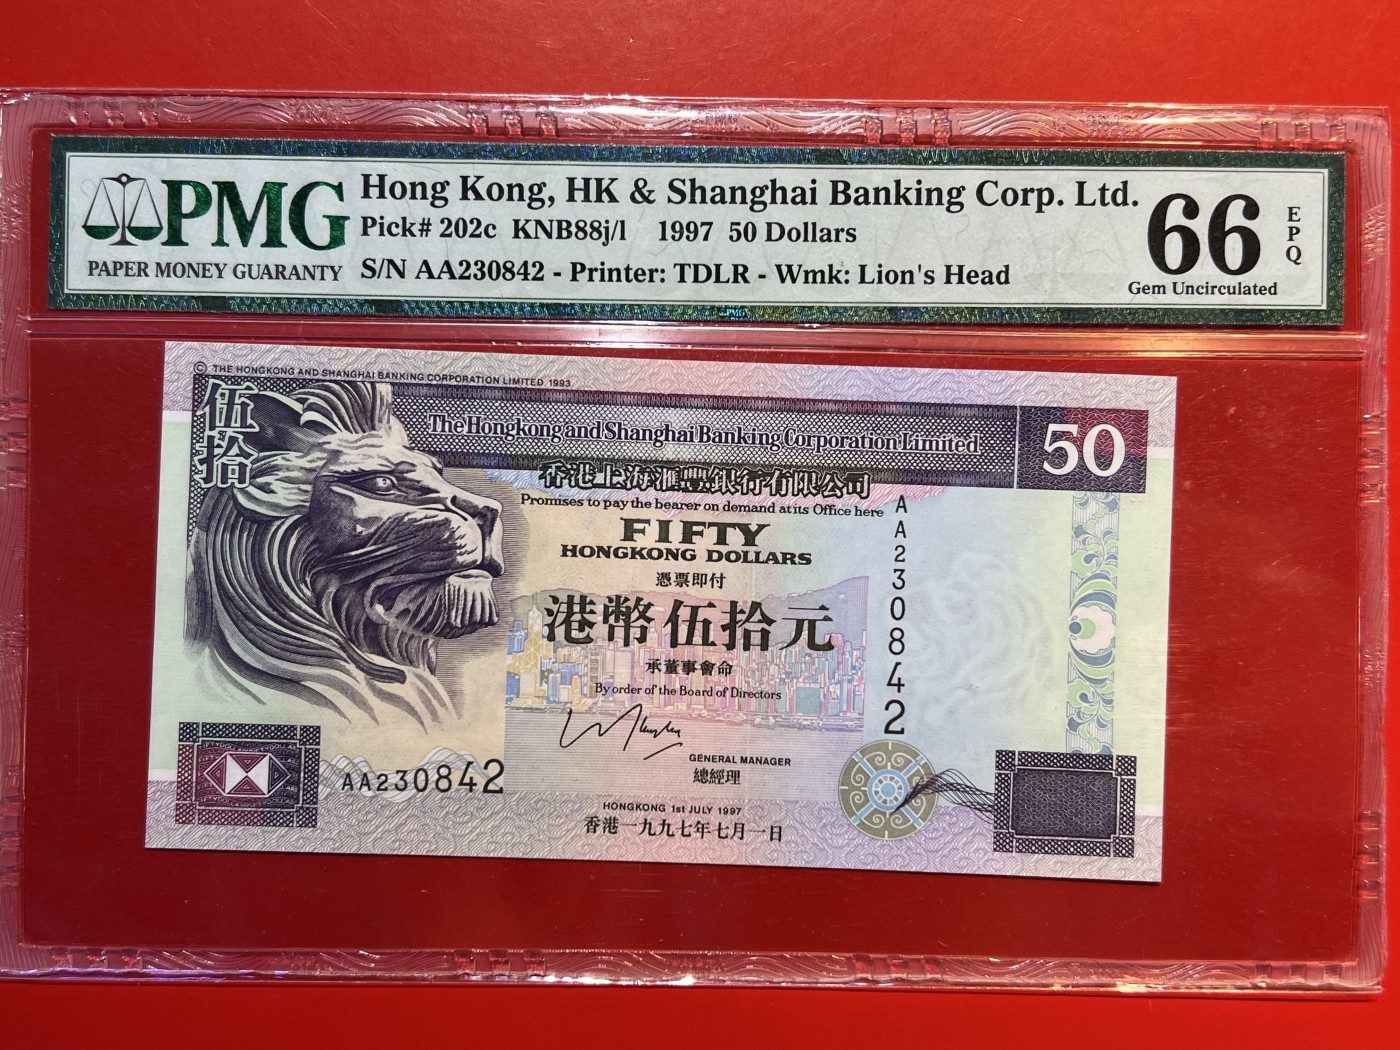 PMG
PAPER MONEY GUARANTY
Hong Kong, HK & Shanghai Banking Corp. Ltd.
Pick# 202c KNB88j/l 1997 50 Dollars
S/N AA230842 - Printer: TDLR - Wmk: Lion's Head
66
EPQ
Gem Uncirculated
© THE HONGKONG AND SHANGHAI BANKING CORPORATION LIMITED 1993
伍拾
The Hongkong and Shanghai Banking Corporation Limited
50
香港上海滙豐銀行有限公司
Promises to pay the bearer on demand at its Office here
FIFTY
HONGKONG DOLLARS
憑票即付
港幣伍拾元
承董事會命
By order of the Board of Directors
AA230842
GENERAL MANAGER
總經理
AA230842
HONGKONG 1st JULY 1997
香港一九九七年七月一日